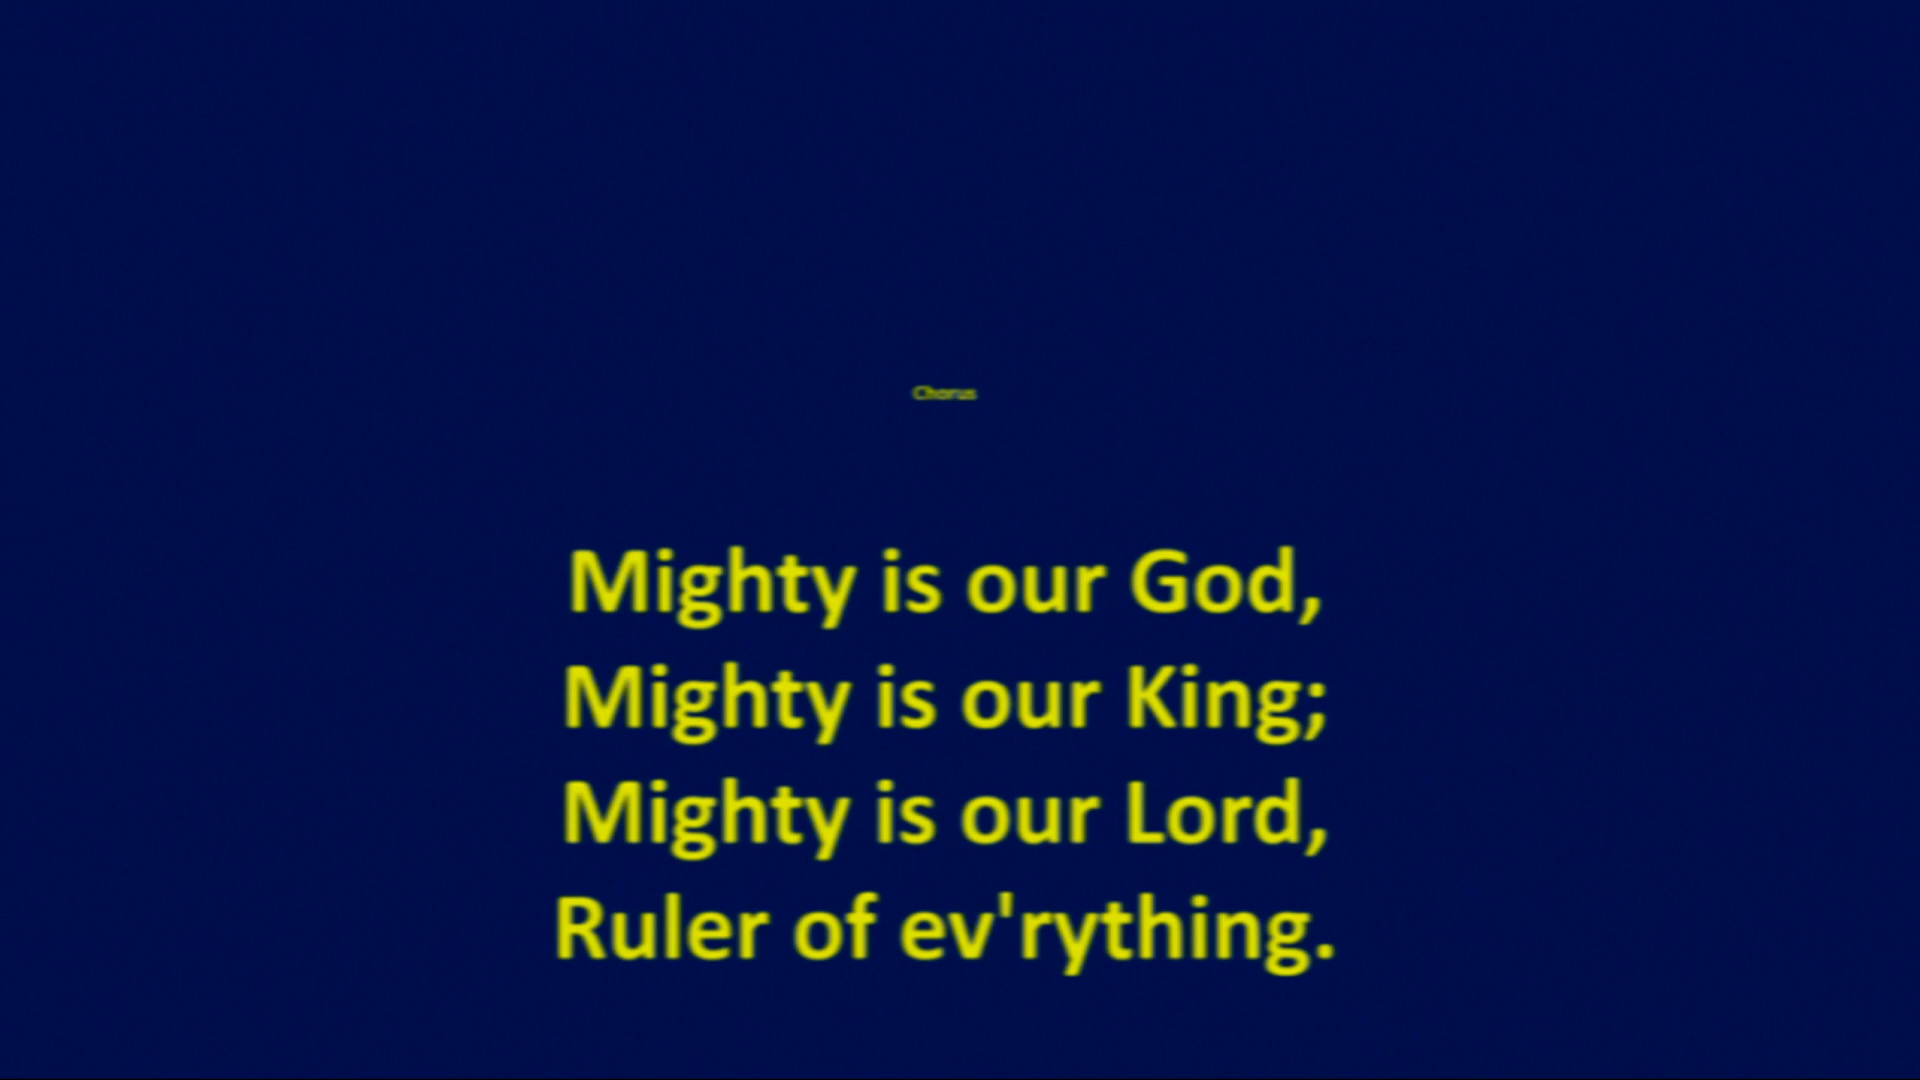 Chorus
Mighty is our God,
Mighty is our King;
Mighty is our Lord,
Ruler of ev'rything.